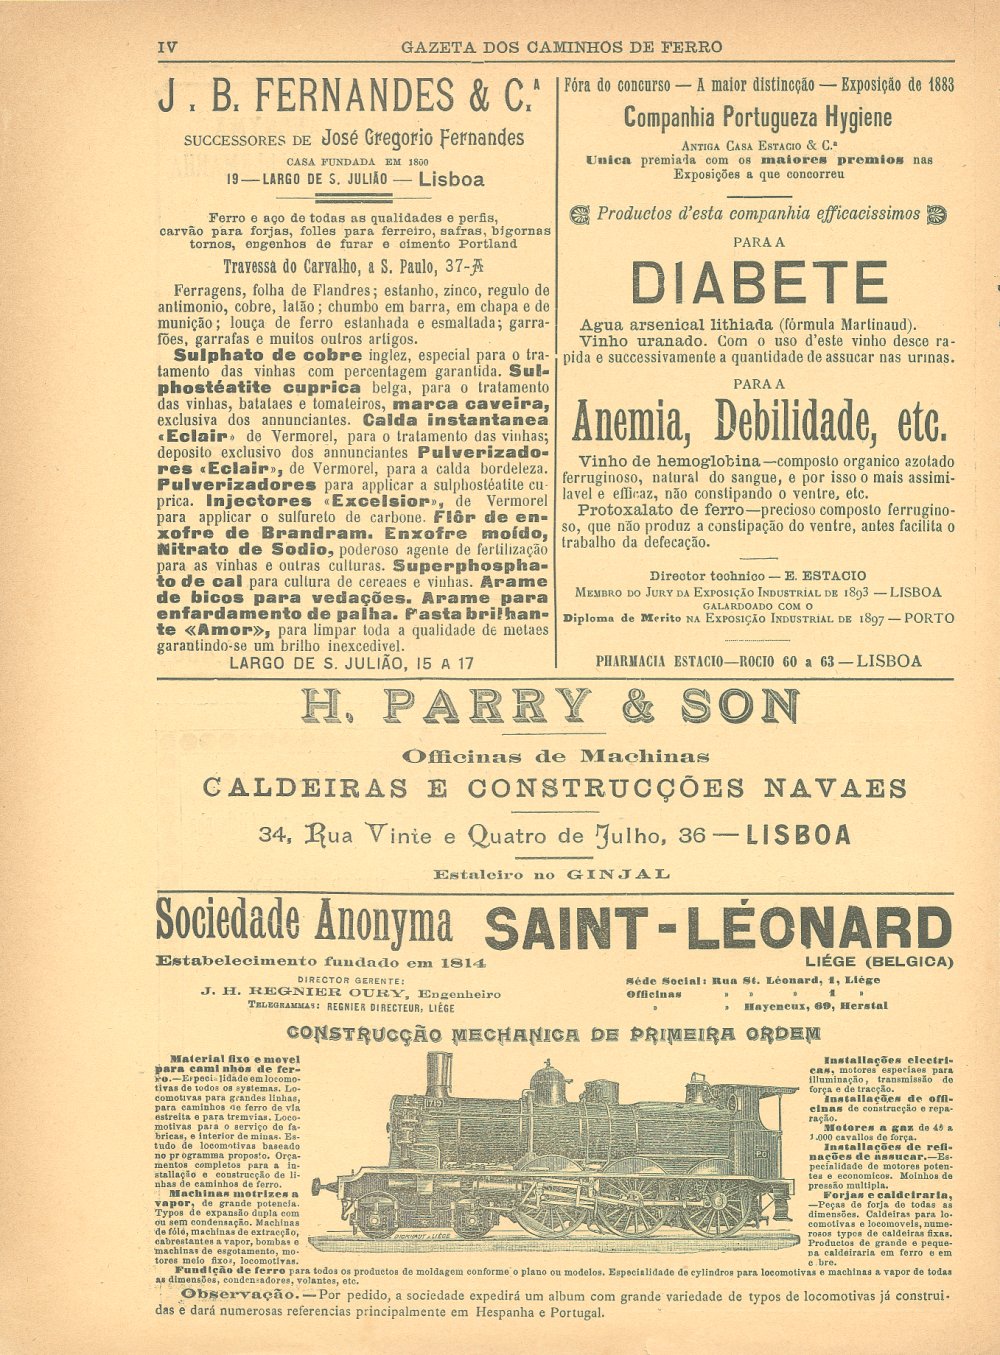 IV
GAZETA DOS CAMINHOS DE FERRO
J. B. FERNANDES & C.ª
SUCCESSORES DE José Gregorio Fernandes
CASA FUNDADA EM 1800
19—LARGO DE S. JULIÃO — Lisboa
Ferro e aço de todas as qualidades e perfis,
carvão para forjas, folles para ferreiro, safras, bigornas
tornos, engenhos de furar e cimento Portland
Travessa do Carvalho, a S. Paulo, 37-A
Ferragens, folha de Flandres; estanho, zinco, regulo de
antimonio, cobre, latão; chumbo em barra, em chapa e de
munição; louça de ferro estanhada e esmaltada; garra-
fões, garrafas e muitos outros artigos.
Sulphato de cobre inglez, especial para o tra-
tamento das vinhas com percentagem garantida. Sul-
phostéatite cuprica belga, para o tratamento
das vinhas, bataaes e tomateiros, marca caveira,
exclusiva dos annunciantes. Calda instantanea
«Eclair» de Vermorel, para o tratamento das vinhas;
deposito exclusivo dos annunciantes Pulverizado-
res «Eclair», de Vermorel, para a calda bordeleza.
Pulverizadores para applicar a sulphostéatite cu-
prica. Injectores «Excelsior», de Vermorel
para applicar o sulfureto de carbone. Flôr de en-
xofre de Brandram. Enxofre moído,
Nitrato de Sodio, poderoso agente de fertilização
para as vinhas e outras culturas. Superphospha-
to de cal para cultura de cereaes e vinhas. Arame
de bicos para vedações. Arame para
enfardamento de palha. Pasta brilhan-
te «Amor», para limpar toda a qualidade de metaes
garantindo-se um brilho inexcedivel.
LARGO DE S. JULIÃO, 15 A 17
Fóra do concurso — A maior distincção — Exposição de 1883
Companhia Portugueza Hygiene
ANTIGA CASA ESTACIO & C.ª
Unica premiada com os maiores premios nas
Exposições a que concorreu
Productos d'esta companhia efficacissimos
PARA A
DIABETE
Agua arsenical lithiada (fórmula Martinaud).
Vinho uranado. Com o uso d'este vinho desce ra-
pida e successivamente a quantidade de assucar nas urinas.
PARA A
Anemia, Debilidade, etc.
Vinho de hemoglobina—composto organico azotado
ferruginoso, natural do sangue, e por isso o mais assimi-
lavel e efficaz, não constipando o ventre, etc.
Protoxalato de ferro—precioso composto ferrugino-
so, que não produz a constipação do ventre, antes facilita o
trabalho da defecação.
Director technico — E. ESTACIO
MEMBRO DO JURY DA EXPOSIÇÃO INDUSTRIAL DE 1893 — LISBOA
GALARDOADO COM O
Diploma de Merito NA EXPOSIÇÃO INDUSTRIAL DE 1897 — PORTO
PHARMACIA ESTACIO—ROCIO 60 a 63 — LISBOA
H. PARRY & SON
Officinas de Machinas
CALDEIRAS E CONSTRUCÇÕES NAVAES
34, Rua Vinte e Quatro de Julho, 36 — LISBOA
Estaleiro no GINJAL
Sociedade Anonyma SAINT-LÉONARD
Estabelecimento fundado em 1814
LIÉGE (BELGICA)
DIRECTOR GERENTE:
J. H. REGNIER OURY, Engenheiro
TELEGRAMMAS: REGNIER DIRECTEUR, LIÉGE
Séde Social: Rua St. Léonard, 1, Liége
Officinas » » » 1 »
» Hayeneux, 69, Herstal
CONSTRUCÇÃO MECHANICA DE PRIMEIRA ORDEM
Material fixo e movel
para caminhos de fer-
ro.—Especialidade em locomo-
tivas de todos os systemas. Lo-
comotivas para grandes linhas,
para caminhos de ferro de via
estreita e para tremvias. Loco-
motivas para o serviço de fa-
bricas, e interior de minas. Es-
tudo de locomotivas baseado
no programma proposto. Orça-
mentos completos para a in-
stallação e construcção de li-
nhas de caminhos de ferro.
Machinas motrizes a
vapor, de grande potencia.
Typos de expansão dupla com
ou sem condensação. Machinas
de fólé, machinas de extracção,
cabrestantes a vapor, bombas e
machinas de esgotamento, mo-
tores meio fixos, locomotivas.
DICKHAUT À LIÈGE
Installações electri-
cas, motores especiaes para
illuminação, transmissão de
força e de tracção.
Installações de offi-
cinas de construcção e repa-
ração.
Motores a gaz de 45 a
1.000 cavallos de força.
Installações de refi-
nações de assucar.—Es-
pecialidade de motores poten-
tes e economicos. Moinhos de
pressão multipla.
Forjas e caldeiraria,
—Peças de forja de todas as
dimensões. Caldeiras para lo-
comotivas e locomoveis, nume-
rosos typos de caldeiras fixas.
Productos de grande e peque-
na caldeiraria em ferro e em
c bre.
Fundição de ferro para todos os productos de moldagem conforme o plano ou modelos. Especialidade de cylindros para locomotivas e machinas a vapor de todas
as dimensões, condensadores, volantes, etc.
Observação.—Por pedido, a sociedade expedirá um album com grande variedade de typos de locomotivas já construi-
das e dará numerosas referencias principalmente em Hespanha e Portugal.